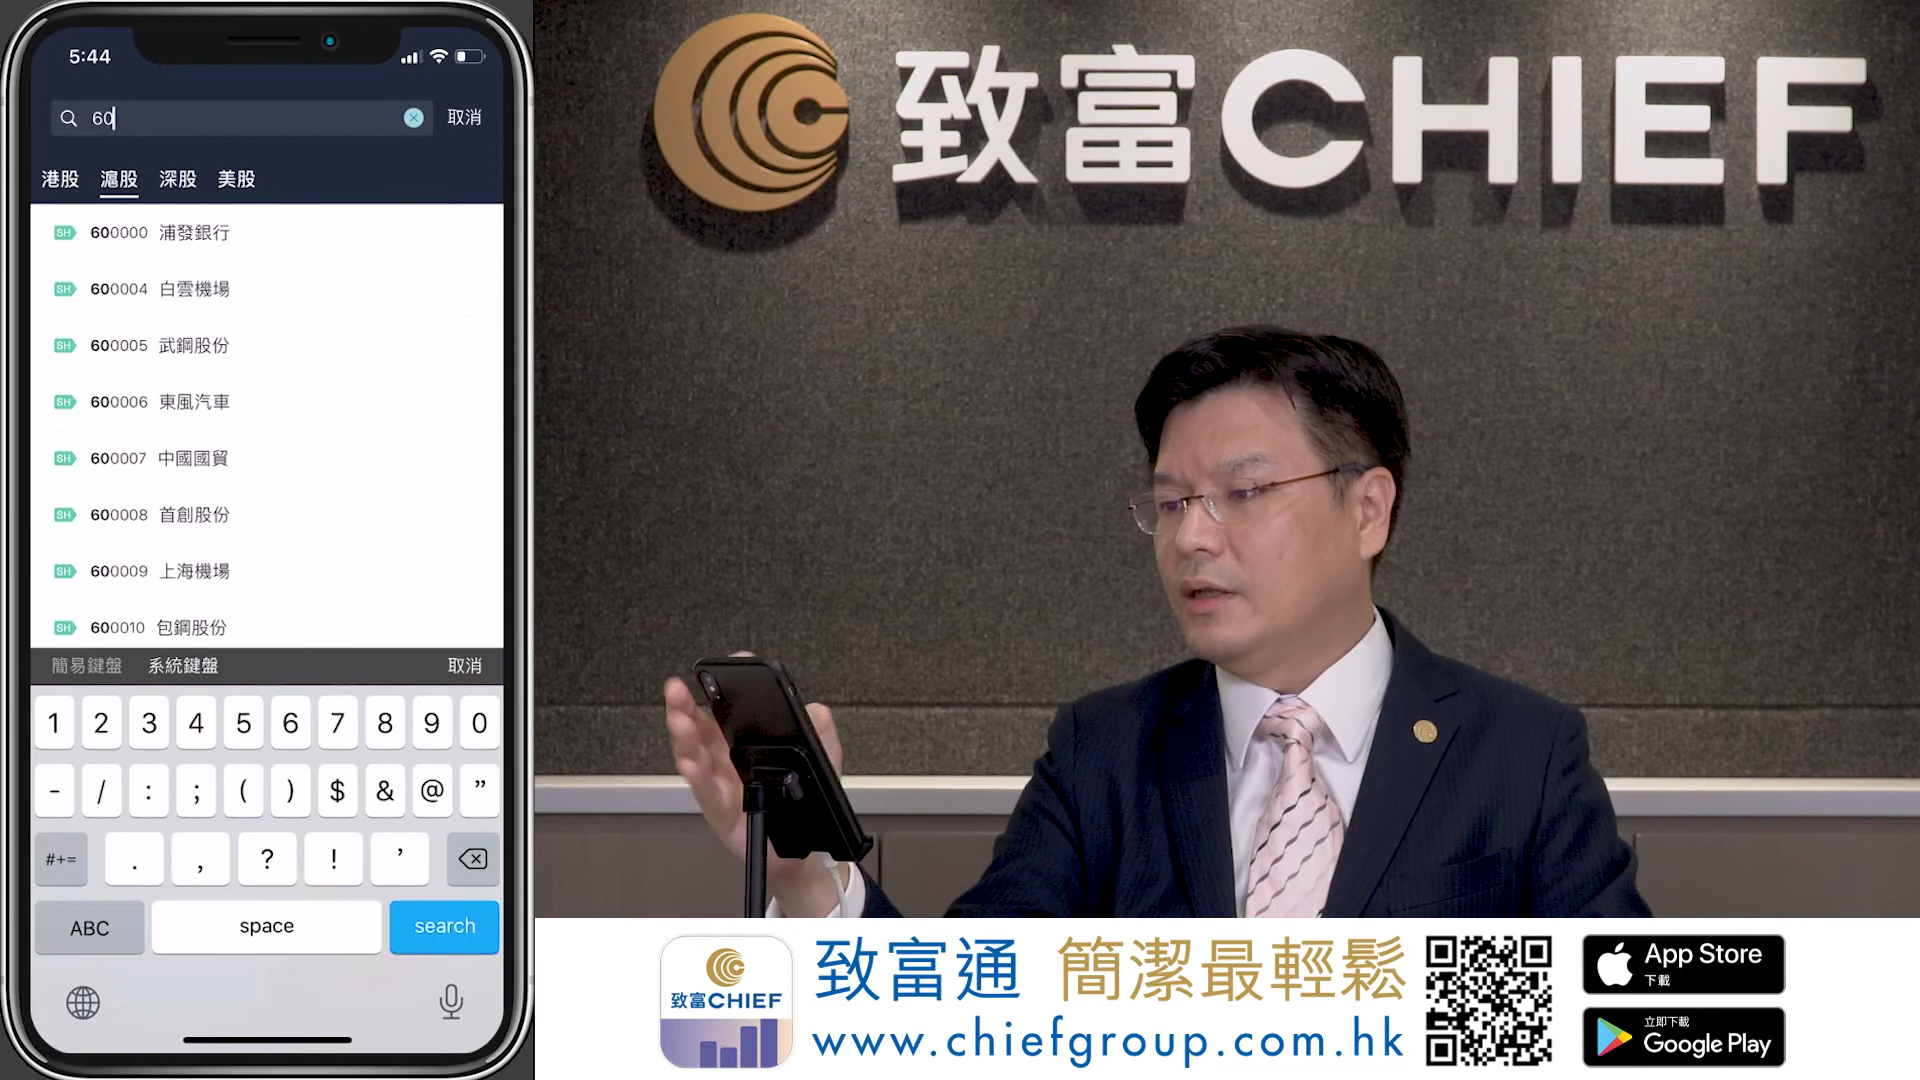 5:44
60
取消
港股 滬股 深股 美股
SH 600000 浦發銀行
SH 600004 白雲機場
SH 600005 武鋼股份
SH 600006 東風汽車
SH 600007 中國國貿
SH 600008 首創股份
SH 600009 上海機場
SH 600010 包鋼股份
簡易鍵盤 系統鍵盤 取消
1 2 3 4 5 6 7 8 9 0
- / : ; ( ) $ & @ ”
#+= . , ? ! ’
ABC space search
致富CHIEF
致富CHIEF
致富通 簡潔最輕鬆
www.chiefgroup.com.hk
App Store
下載
立即下載
Google Play